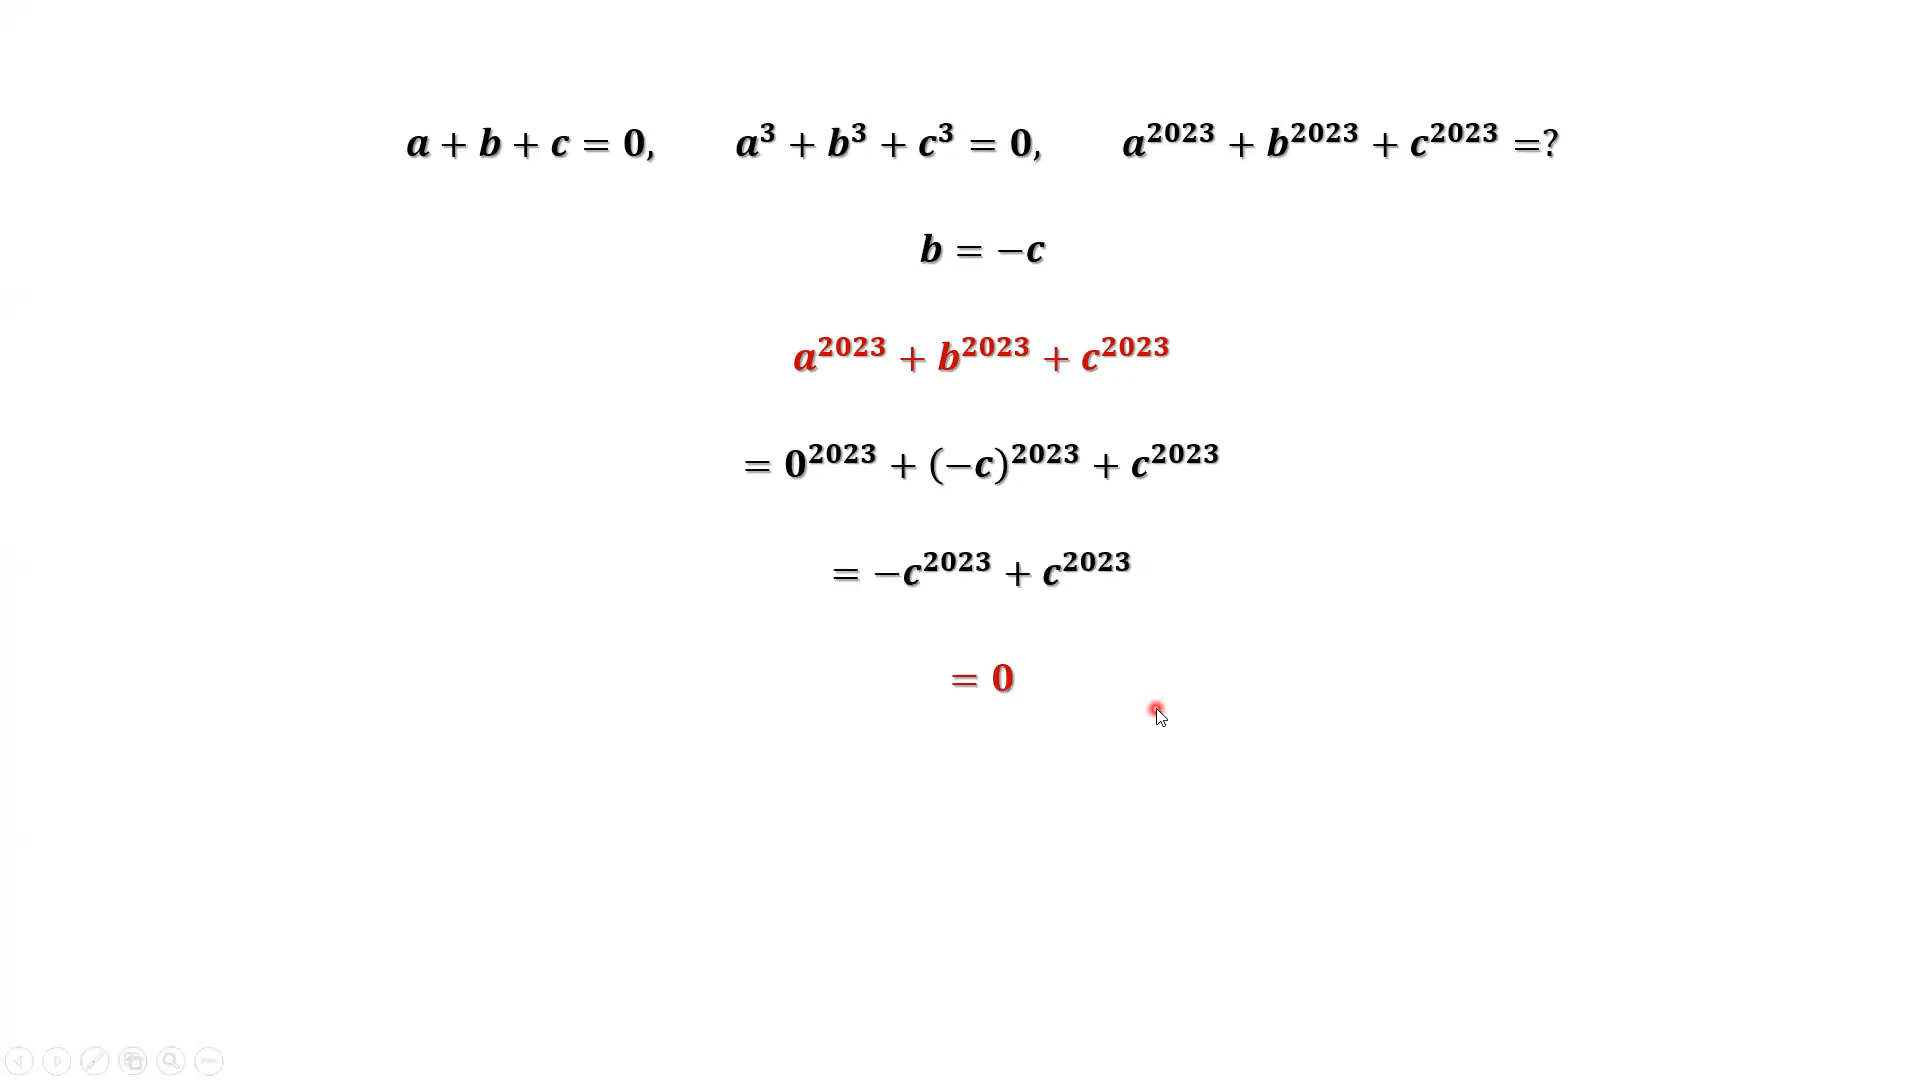 a + b + c = 0, a³ + b³ + c³ = 0, a²⁰²³ + b²⁰²³ + c²⁰²³ =?
b = −c
a²⁰²³ + b²⁰²³ + c²⁰²³
= 0²⁰²³ + (−c)²⁰²³ + c²⁰²³
= −c²⁰²³ + c²⁰²³
= 0